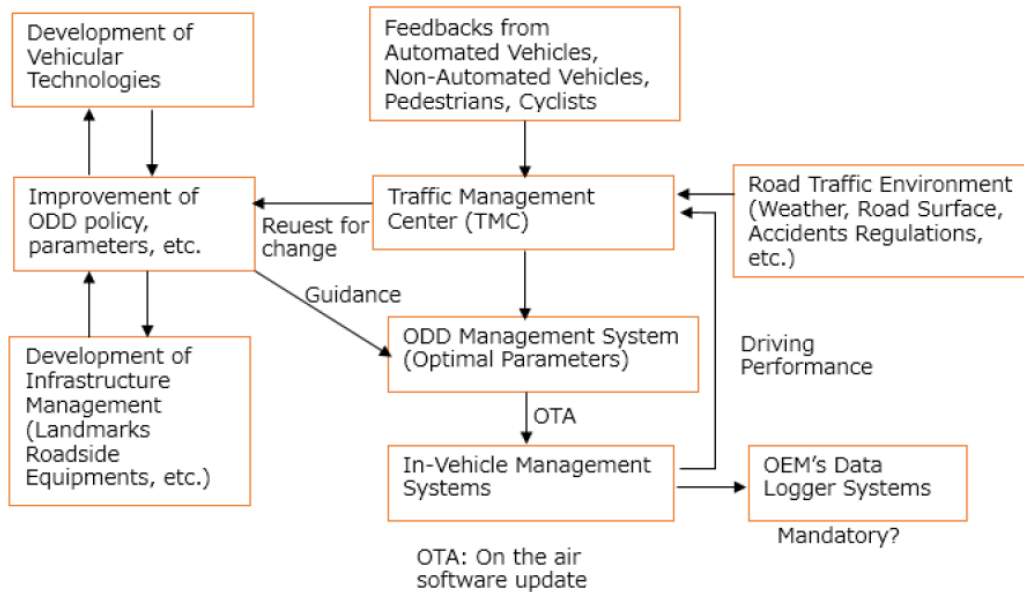 Development of
Vehicular
Technologies
Feedbacks from
Automated Vehicles,
Non-Automated Vehicles,
Pedestrians, Cyclists
Improvement of
ODD policy,
parameters, etc.
Reuest for
change
Traffic Management
Center (TMC)
Road Traffic Environment
(Weather, Road Surface,
Accidents Regulations,
etc.)
Guidance
ODD Management System
(Optimal Parameters)
Driving
Performance
Development of
Infrastructure
Management
(Landmarks
Roadside
Equipments, etc.)
OTA
In-Vehicle Management
Systems
OEM’s Data
Logger Systems
Mandatory?
OTA: On the air
software update